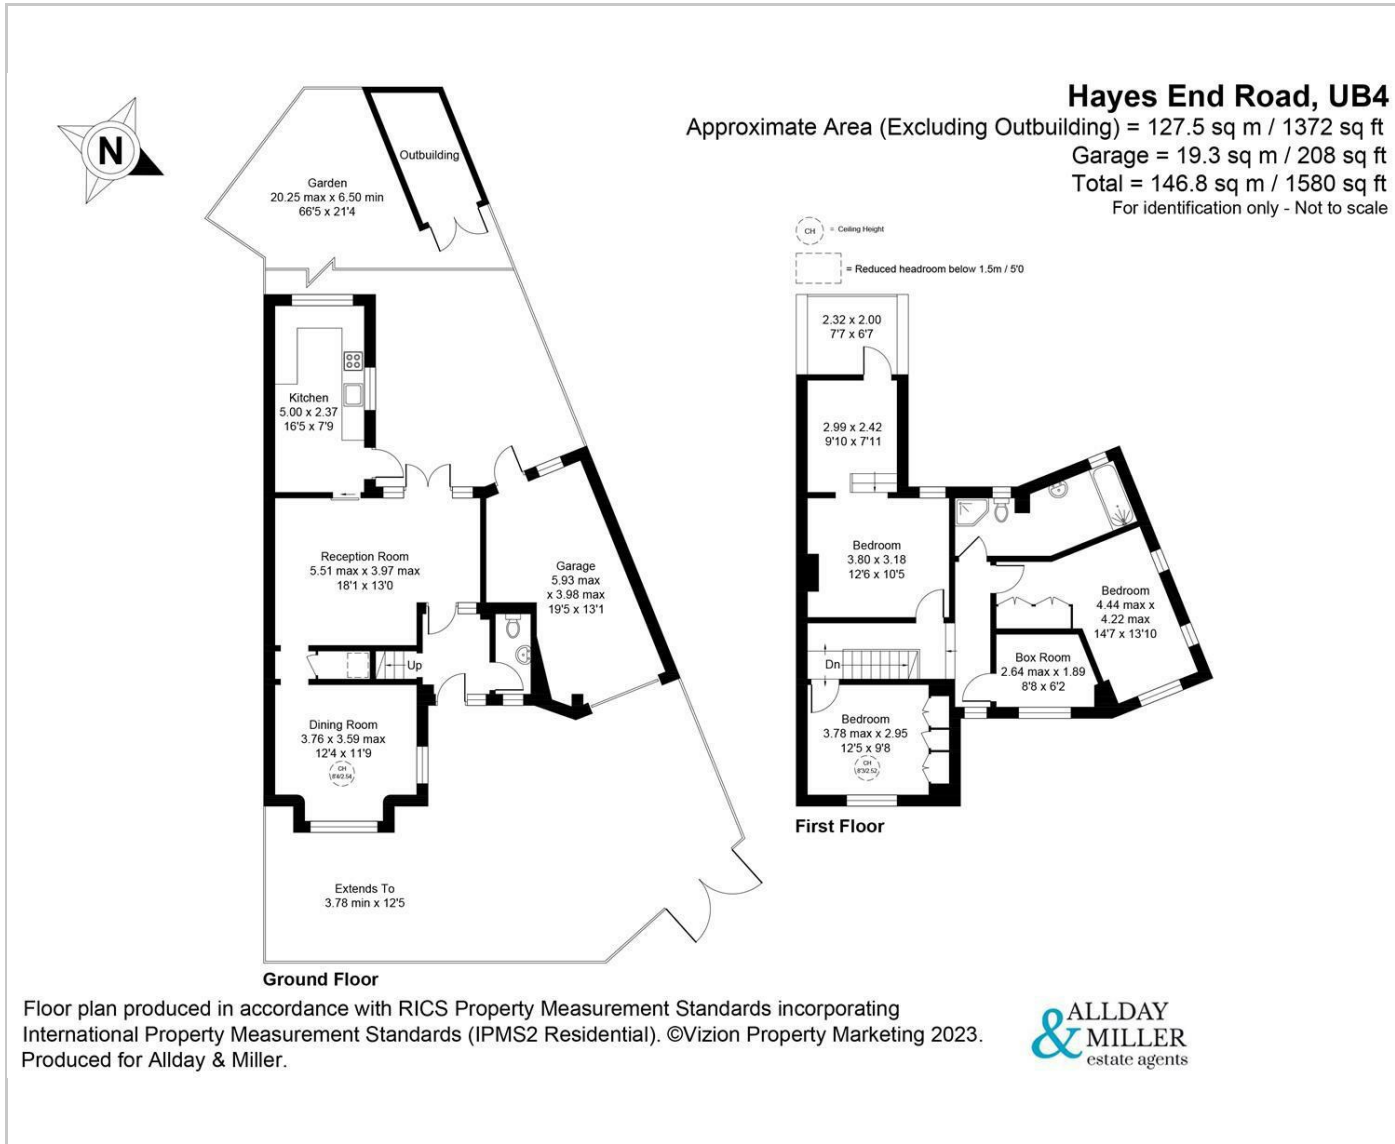 Hayes End Road, UB4
Approximate Area (Excluding Outbuilding) = 127.5 sq m / 1372 sq ft
Garage = 19.3 sq m / 208 sq ft
Total = 146.8 sq m / 1580 sq ft
For identification only - Not to scale
N
CH
= Ceiling Height
= Reduced headroom below 1.5m / 5'0
Outbuilding
Garden
20.25 max x 6.50 min
66'5 x 21'4
Kitchen
5.00 x 2.37
16'5 x 7'9
Reception Room
5.51 max x 3.97 max
18'1 x 13'0
Garage
5.93 max
x 3.98 max
19'5 x 13'1
Up
Dining Room
3.76 x 3.59 max
12'4 x 11'9
CH
8'4/2.54
Extends To
3.78 min x 12'5
Ground Floor
2.32 x 2.00
7'7 x 6'7
2.99 x 2.42
9'10 x 7'11
Bedroom
3.80 x 3.18
12'6 x 10'5
Bedroom
4.44 max x
4.22 max
14'7 x 13'10
Box Room
2.64 max x 1.89
8'8 x 6'2
Dn
Bedroom
3.78 max x 2.95
12'5 x 9'8
CH
8'3/2.52
First Floor
Floor plan produced in accordance with RICS Property Measurement Standards incorporating
International Property Measurement Standards (IPMS2 Residential). ©Vizion Property Marketing 2023.
Produced for Allday & Miller.
ALLDAY
& MILLER
estate agents